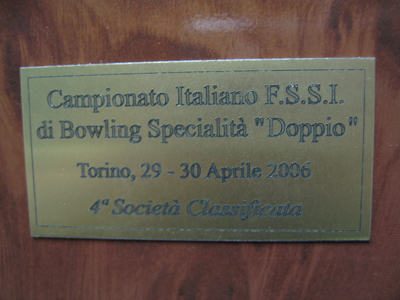 Campionato Italiano F.S.S.I.
di Bowling Specialità "Doppio"
Torino, 29 - 30 Aprile 2006
4ª Società Classificata